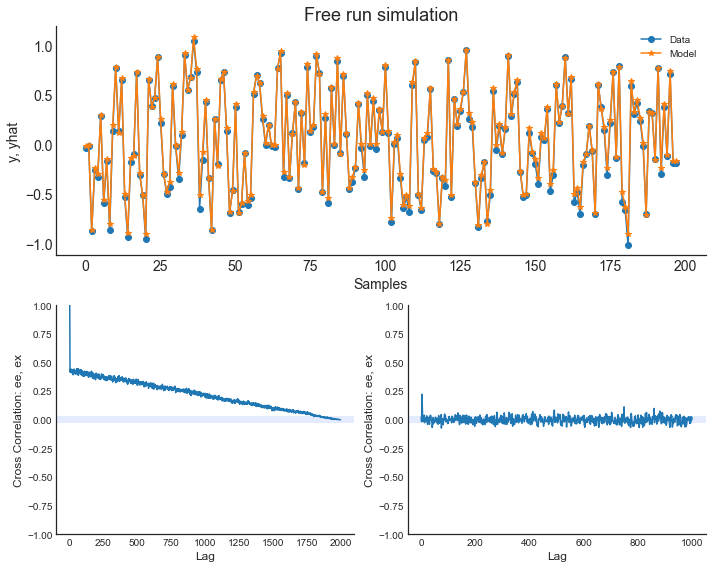 Free run simulation
Data
Model
y, yhat
1.0
0.5
0.0
−0.5
−1.0
0 25 50 75 100 125 150 175 200
Samples
Cross Correlation: ee, ex
1.00
0.75
0.50
0.25
0.00
−0.25
−0.50
−0.75
−1.00
0 250 500 750 1000 1250 1500 1750 2000
Lag
Cross Correlation: ee, ex
1.00
0.75
0.50
0.25
0.00
−0.25
−0.50
−0.75
−1.00
0 200 400 600 800 1000
Lag